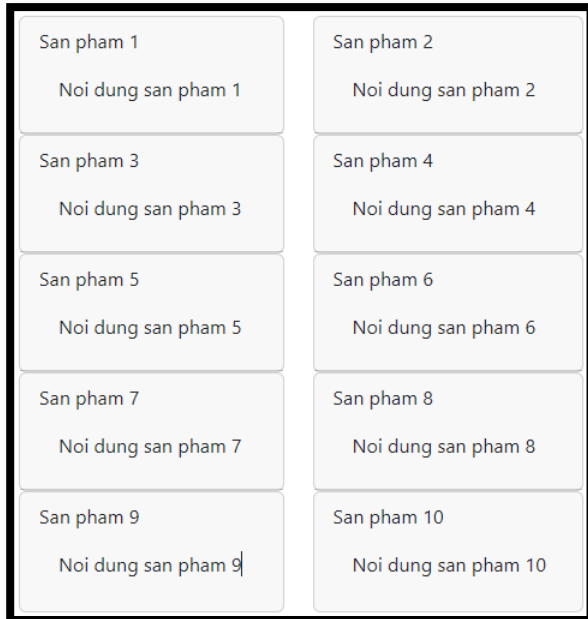 San pham 1
Noi dung san pham 1
San pham 2
Noi dung san pham 2
San pham 3
Noi dung san pham 3
San pham 4
Noi dung san pham 4
San pham 5
Noi dung san pham 5
San pham 6
Noi dung san pham 6
San pham 7
Noi dung san pham 7
San pham 8
Noi dung san pham 8
San pham 9
Noi dung san pham 9
San pham 10
Noi dung san pham 10